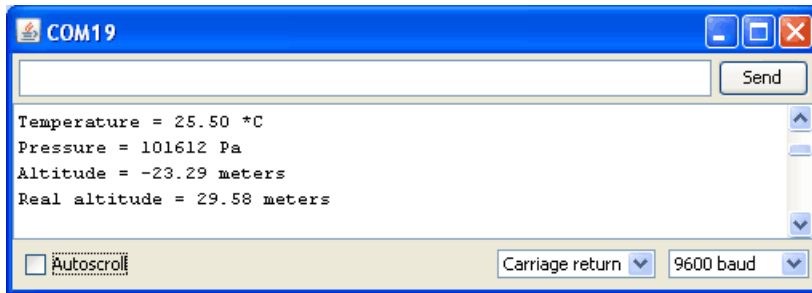 COM19
Send
Temperature = 25.50 *C
Pressure = 101612 Pa
Altitude = -23.29 meters
Real altitude = 29.58 meters
Autoscroll
Carriage return
9600 baud